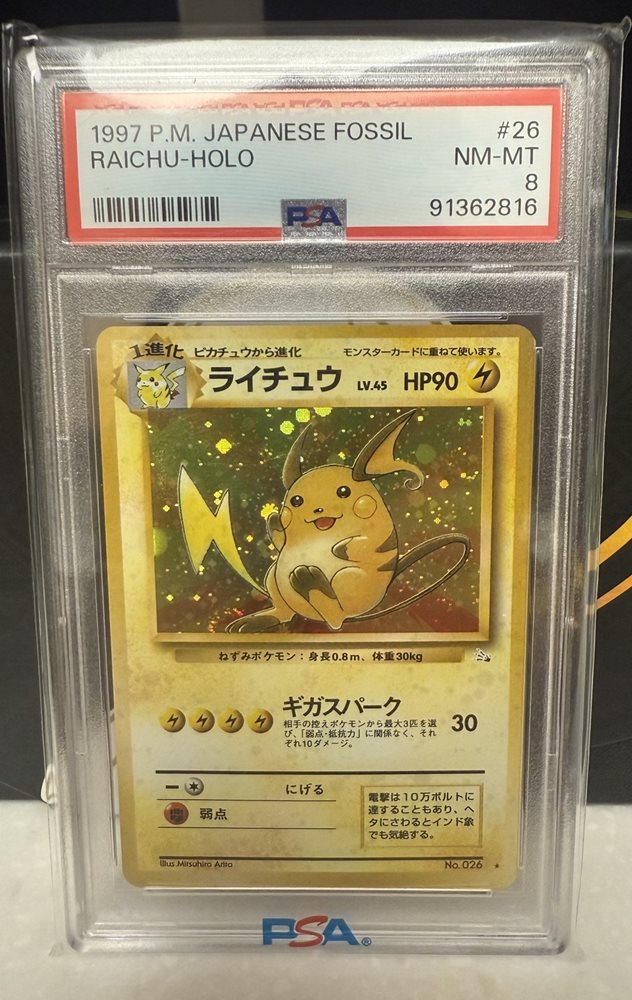 1997 P.M. JAPANESE FOSSIL #26
RAICHU-HOLO NM-MT
8
PSA 91362816
1進化 ピカチュウから進化 モンスターカードに重ねて使います。
ライチュウ LV.45 HP90
ねずみポケモン：身長0.8m、体重30kg
ギガスパーク 30
相手の控えポケモンから最大3匹を選
び、「弱点・抵抗力」に関係なく、それ
ぞれ10ダメージ。
ー にげる
闘 弱点
電撃は10万ボルトに
達することもあり、ヘ
タにさわるとインド象
でも気絶する。
Illus. Mitsuhiro Arita No. 026 ★
PSA®